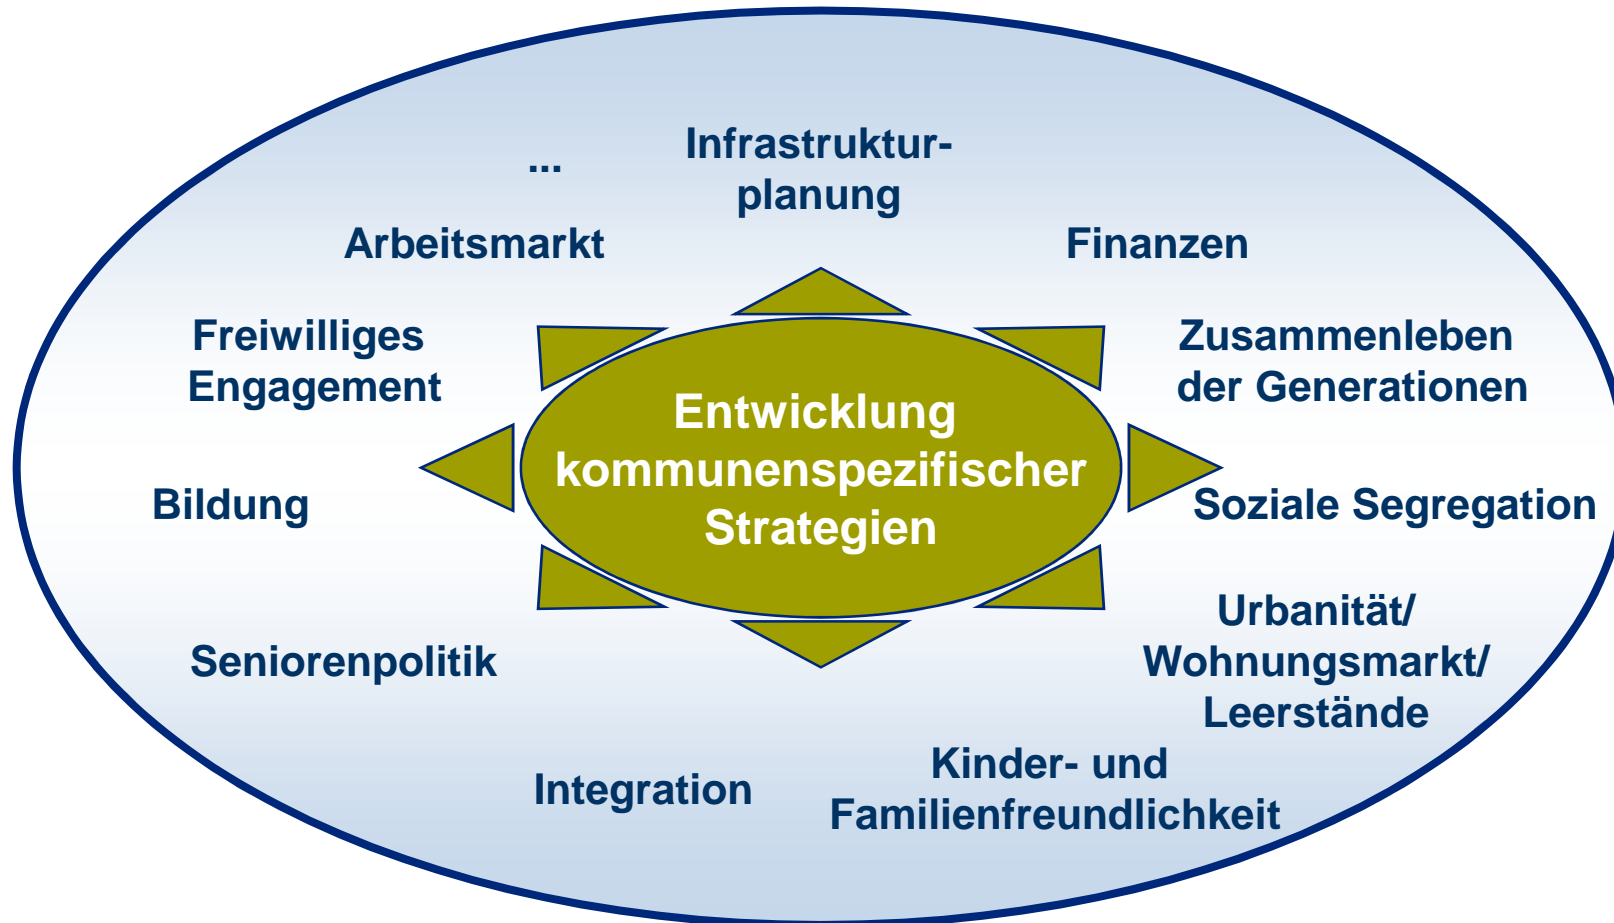 ...
Infrastruktur-
planung
Arbeitsmarkt
Finanzen
Freiwilliges
Engagement
Zusammenleben
der Generationen
Entwicklung
kommunenspezifischer
Strategien
Bildung
Soziale Segregation
Seniorenpolitik
Urbanität/
Wohnungsmarkt/
Leerstände
Integration
Kinder- und
Familienfreundlichkeit